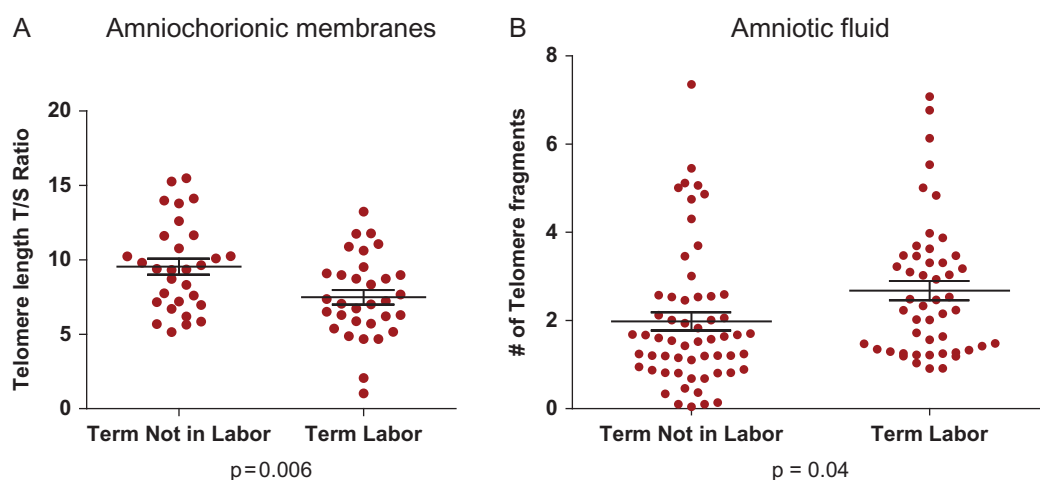 A Amniochorionic membranes
Telomere length T/S Ratio
20
15
10
5
0
Term Not in Labor Term Labor
p=0.006
B Amniotic fluid
# of Telomere fragments
8
6
4
2
0
Term Not in Labor Term Labor
p = 0.04